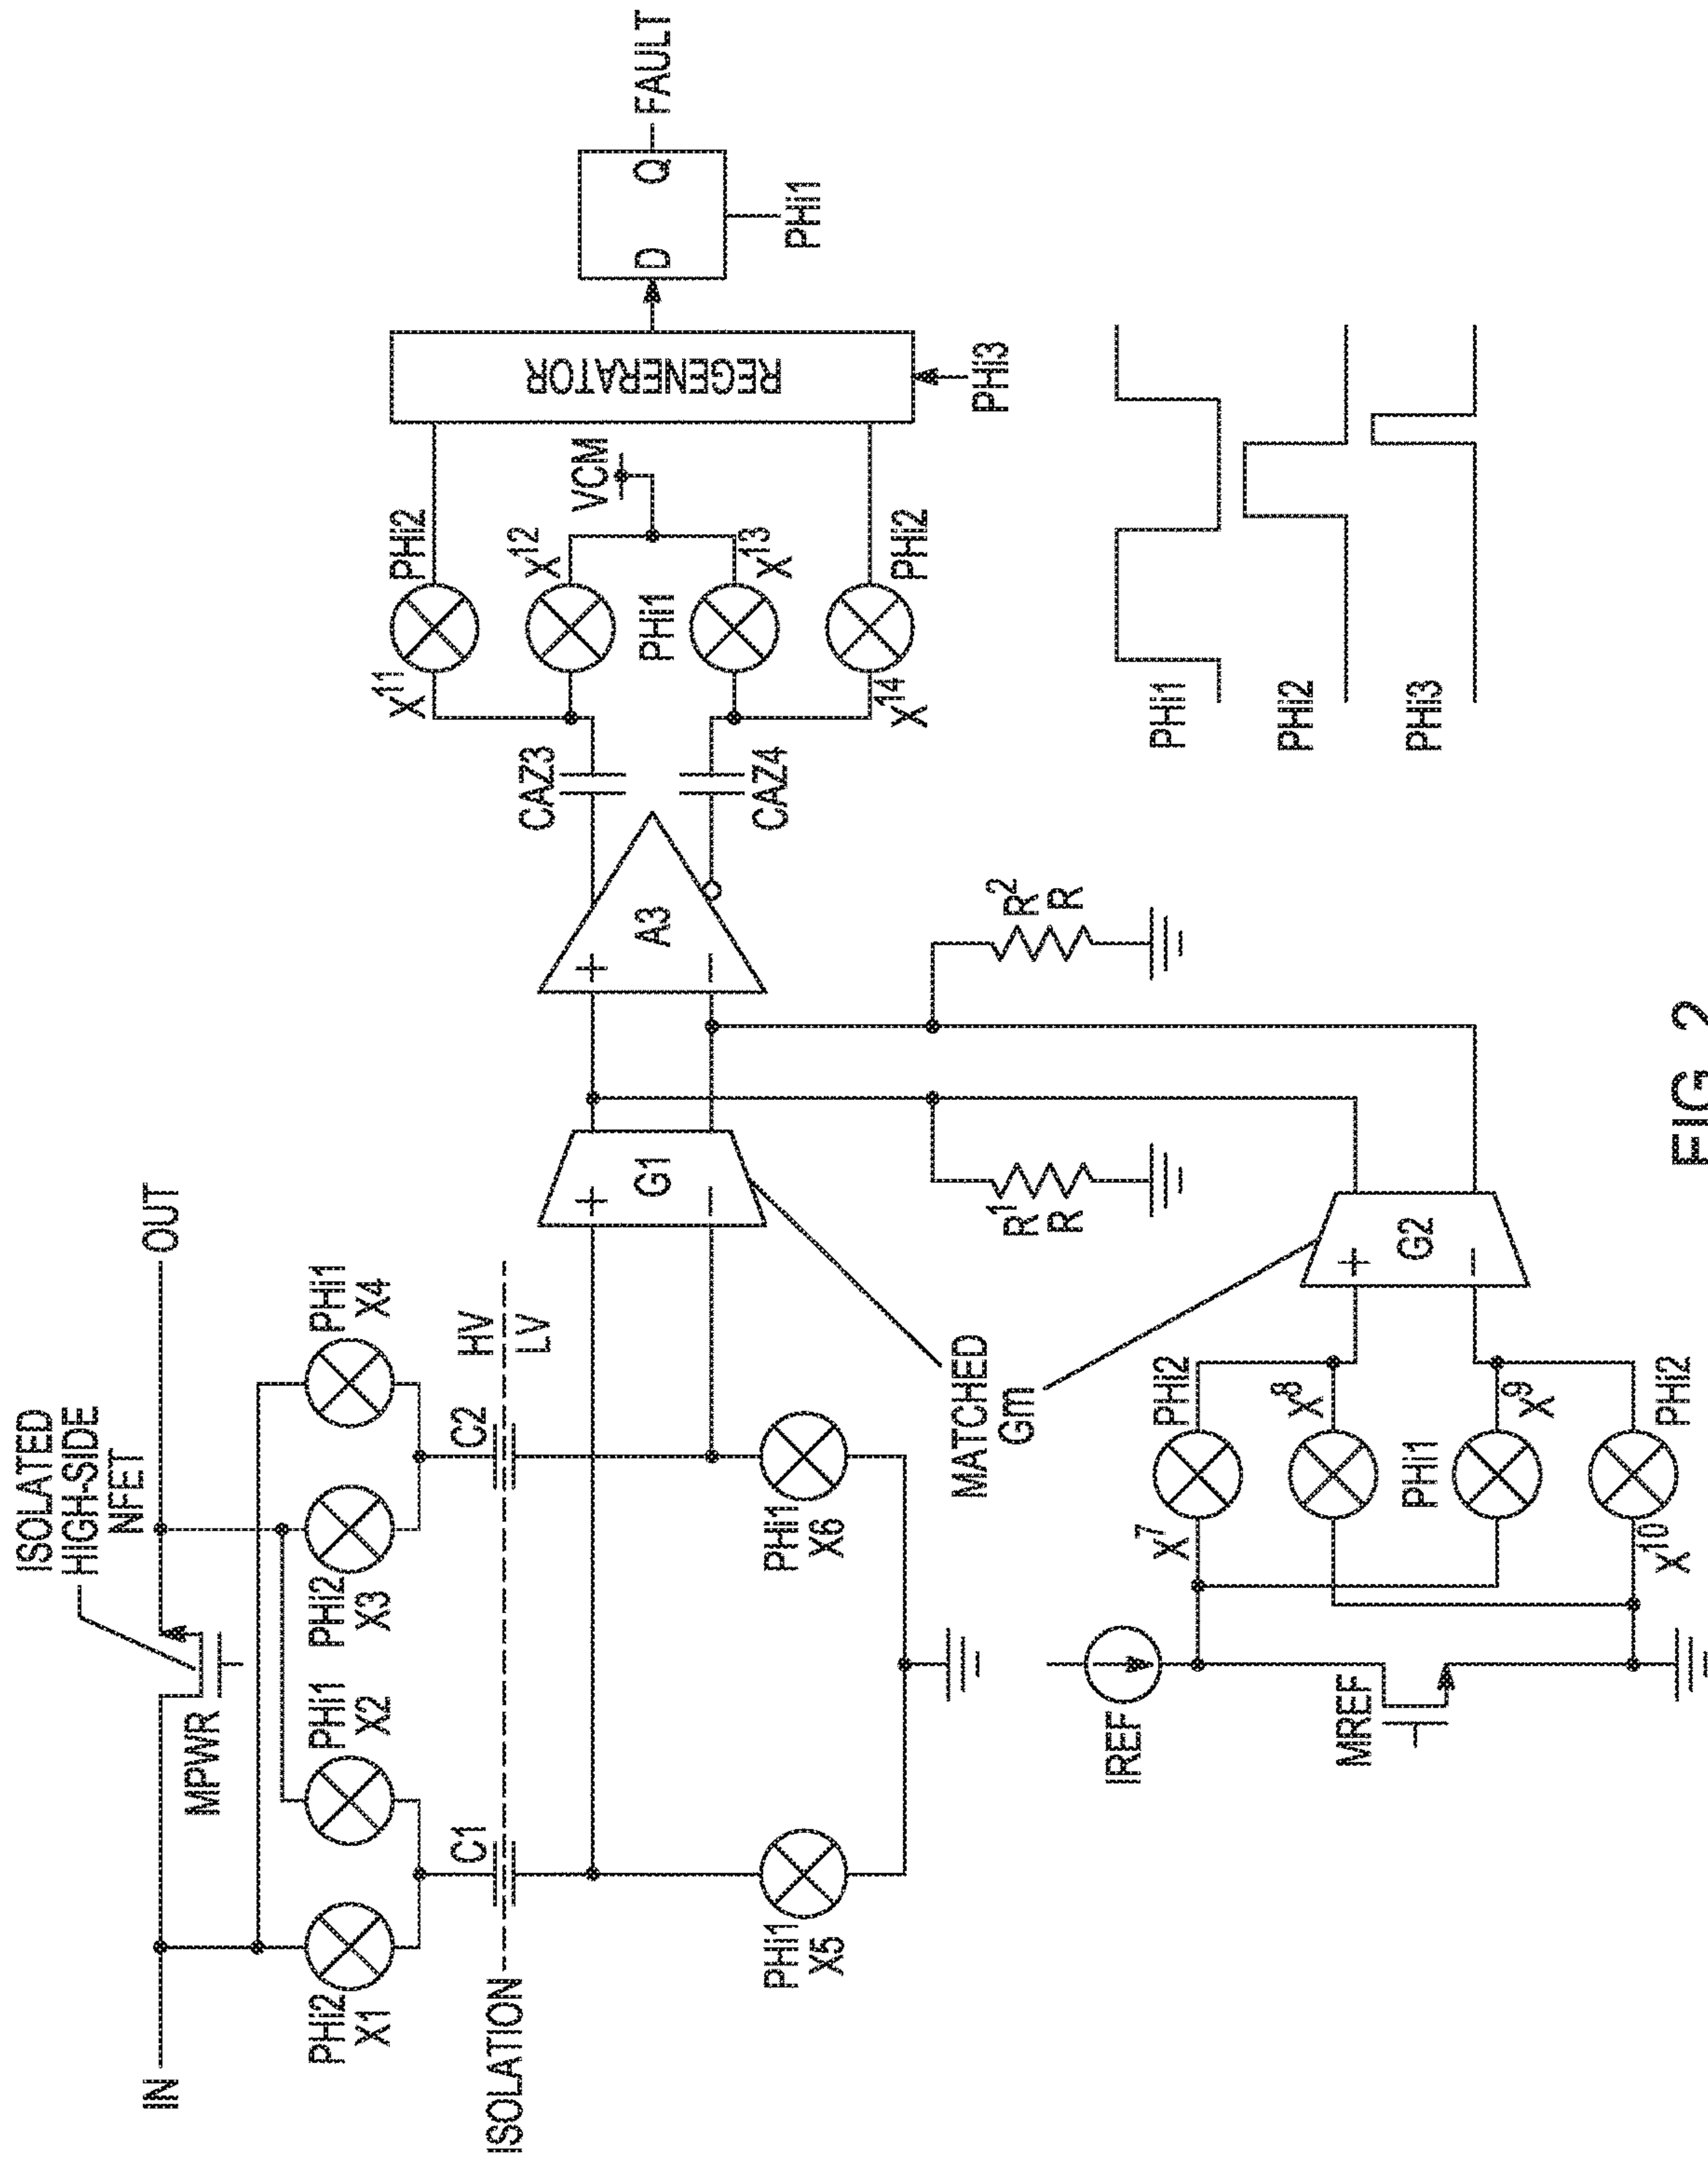 ISOLATED
HIGH-SIDE
NFET
IN
OUT
MPWR
PHi2
X1
PHi1
X2
PHi2
X3
PHi1
X4
C1
C2
HV
LV
ISOLATION
PHi1
X5
PHi1
X6
+
G1
−
MATCHED
Gm
+
A3
−
CAZ3
CAZ4
X11
PHi2
X12
PHi1
X13
X14
PHi2
VCM
REGENERATOR
PHi3
D
Q
FAULT
PHi1
R1
R
R2
R
IREF
MREF
X7
PHi2
X8
PHi1
X9
X10
PHi2
+
G2
−
PHi1
PHi2
PHi3
FIG. 2